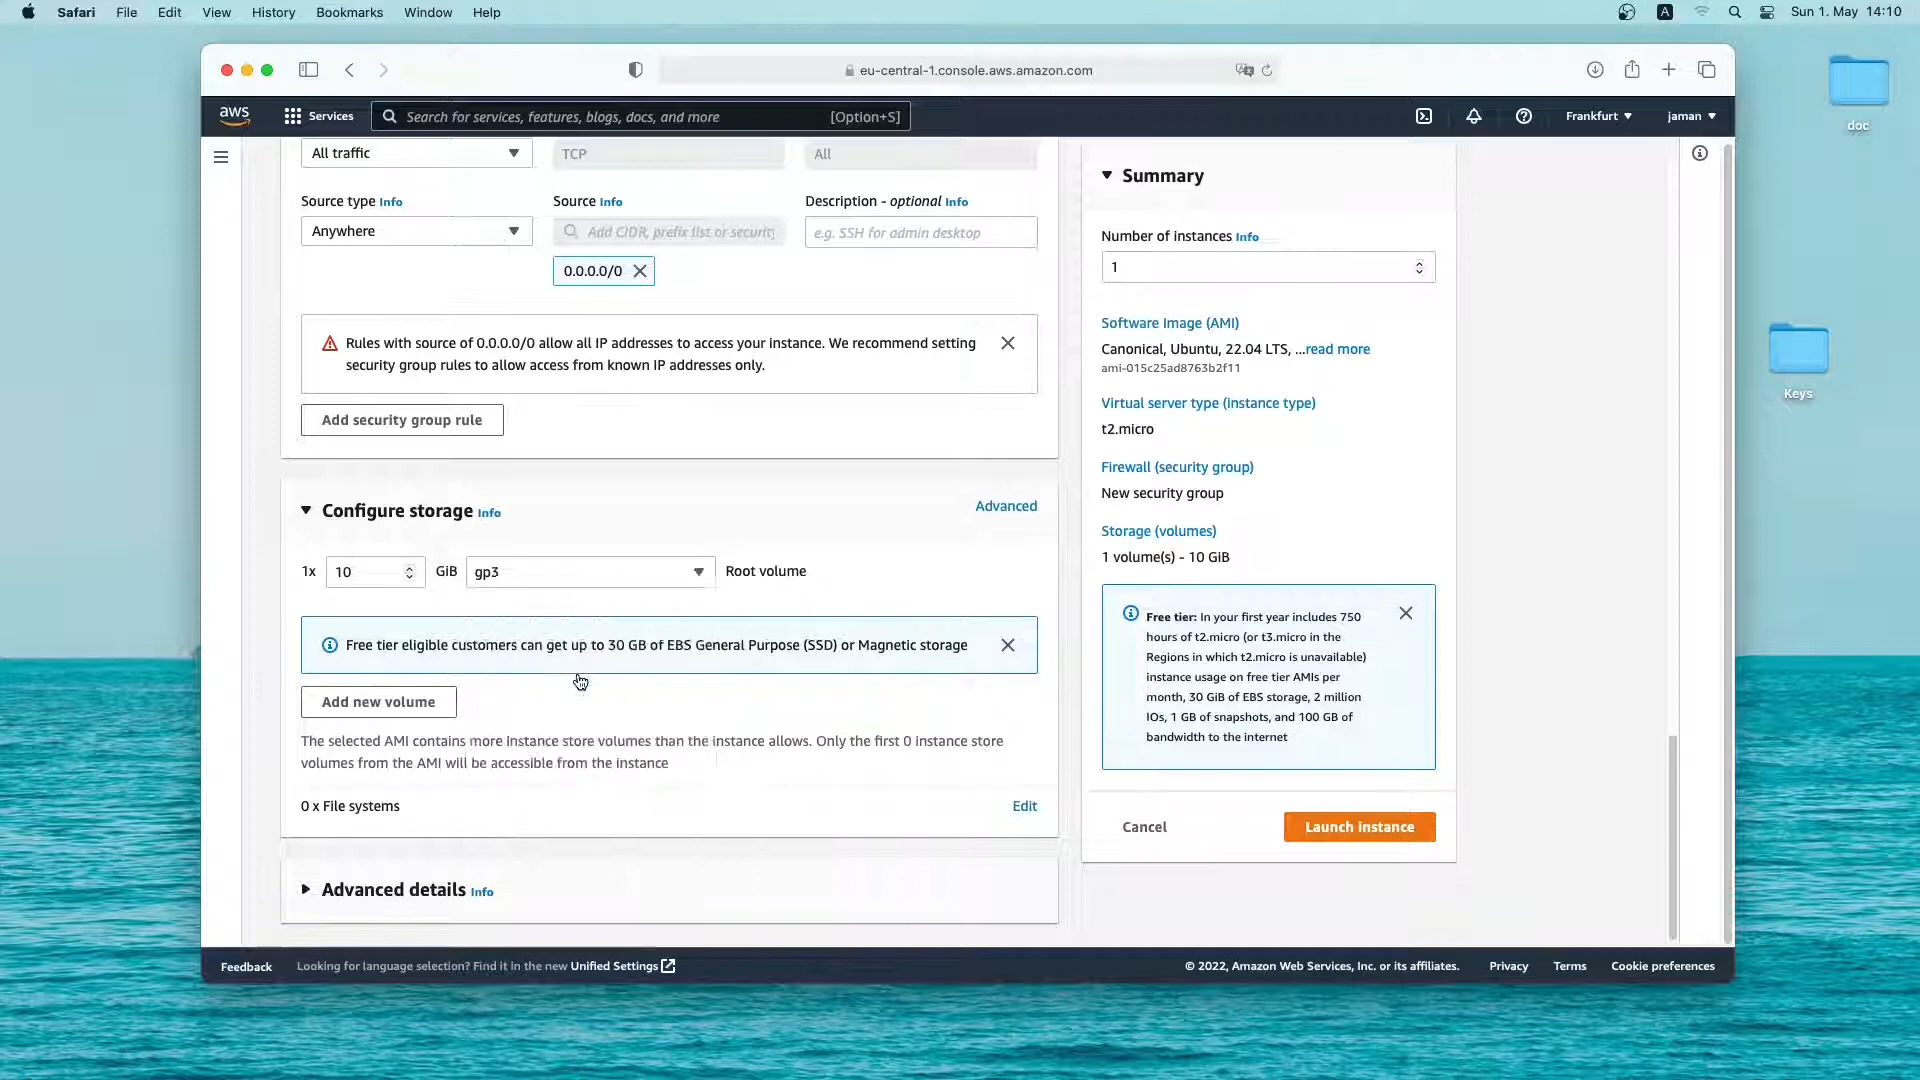 Safari File Edit View History Bookmarks Window Help
A
Sun 1. May 14:10
eu-central-1.console.aws.amazon.com
doc
Keys
aws
Services
Search for services, features, blogs, docs, and more [Option+S]
Frankfurt
jaman
All traffic
TCP
All
Source type Info
Source Info
Description - optional Info
Anywhere
Add CIDR, prefix list or security
e.g. SSH for admin desktop
0.0.0.0/0
Rules with source of 0.0.0.0/0 allow all IP addresses to access your instance. We recommend setting
security group rules to allow access from known IP addresses only.
Add security group rule
Configure storage Info
Advanced
1x
10
GiB
gp3
Root volume
Free tier eligible customers can get up to 30 GB of EBS General Purpose (SSD) or Magnetic storage
Add new volume
The selected AMI contains more instance store volumes than the instance allows. Only the first 0 instance store
volumes from the AMI will be accessible from the instance
0 x File systems
Edit
Advanced details Info
Summary
Number of instances Info
1
Software Image (AMI)
Canonical, Ubuntu, 22.04 LTS, ...read more
ami-015c25ad8763b2f11
Virtual server type (instance type)
t2.micro
Firewall (security group)
New security group
Storage (volumes)
1 volume(s) - 10 GiB
Free tier: In your first year includes 750
hours of t2.micro (or t3.micro in the
Regions in which t2.micro is unavailable)
instance usage on free tier AMIs per
month, 30 GiB of EBS storage, 2 million
IOs, 1 GB of snapshots, and 100 GB of
bandwidth to the internet
Cancel
Launch instance
Feedback
Looking for language selection? Find it in the new Unified Settings
© 2022, Amazon Web Services, Inc. or its affiliates.
Privacy
Terms
Cookie preferences